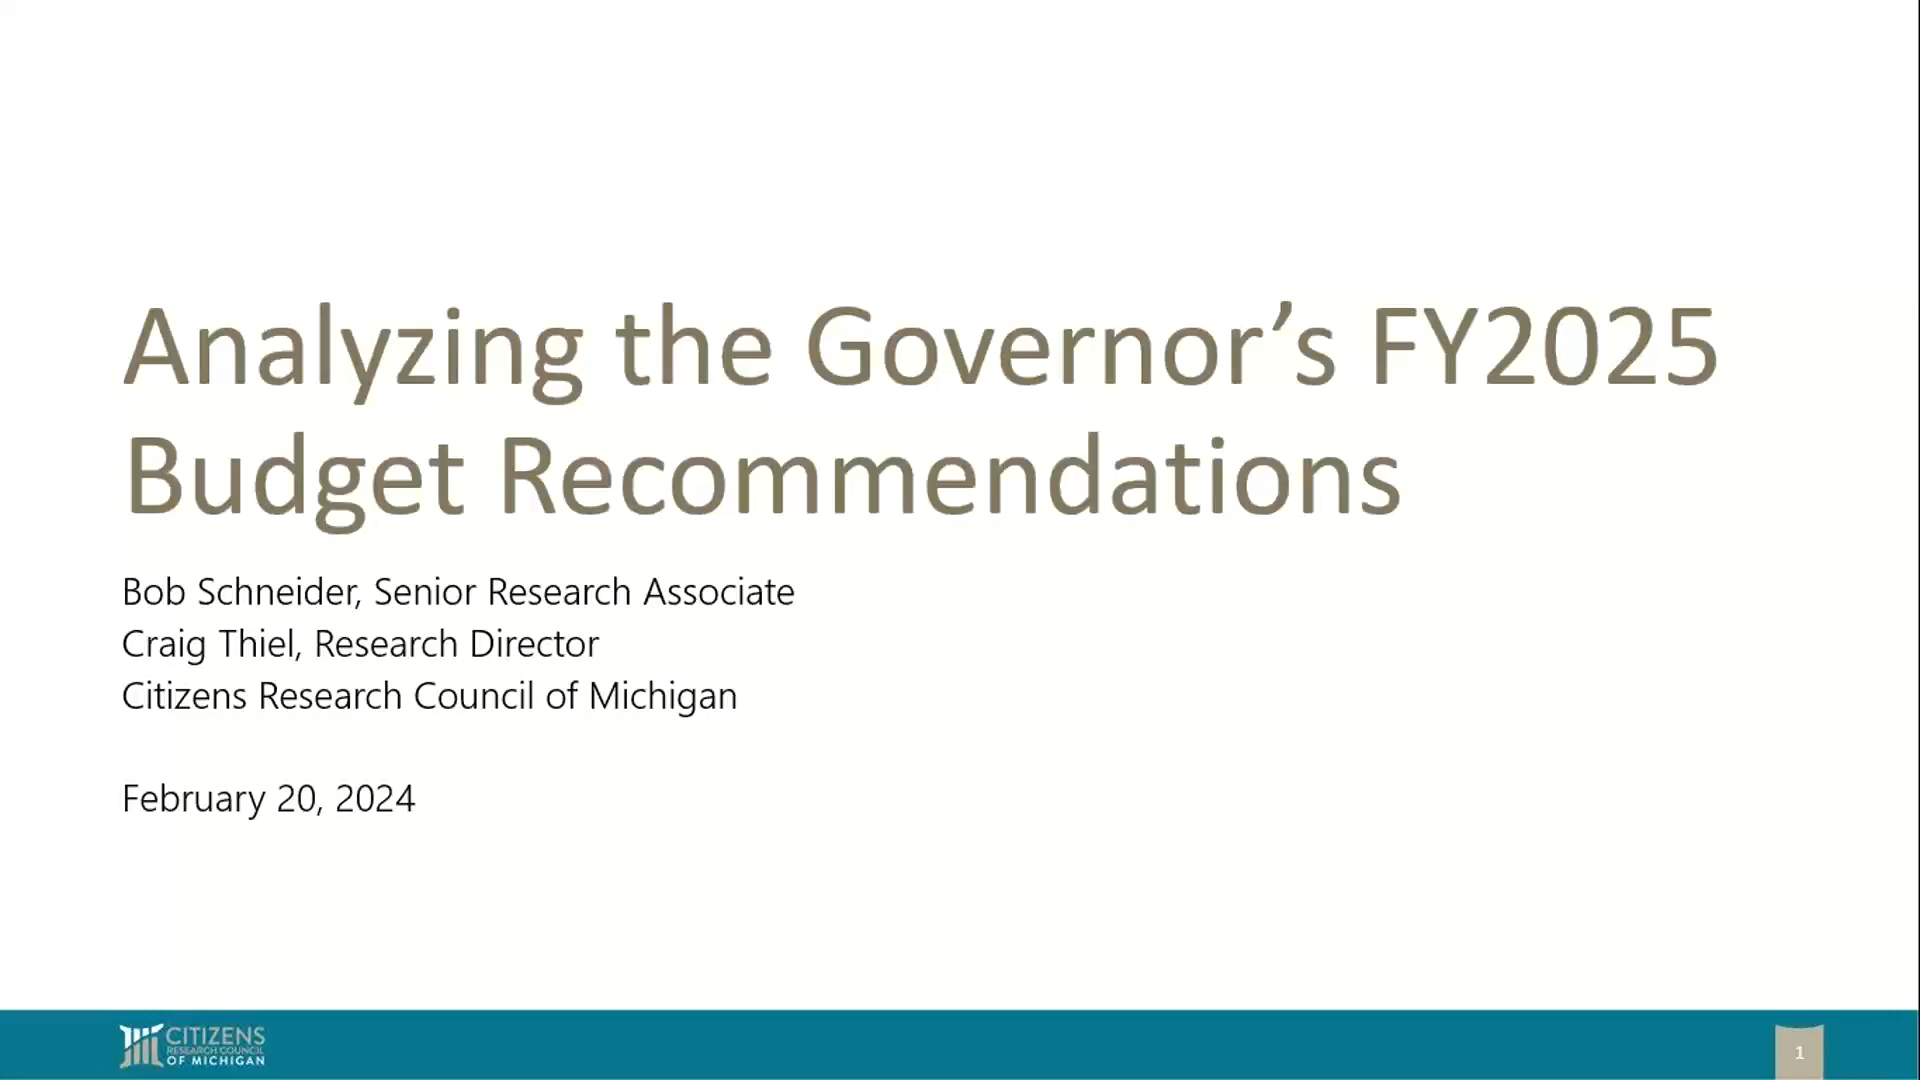 Analyzing the Governor’s FY2025
Budget Recommendations
Bob Schneider, Senior Research Associate
Craig Thiel, Research Director
Citizens Research Council of Michigan
February 20, 2024
CITIZENS
RESEARCH COUNCIL
OF MICHIGAN
1